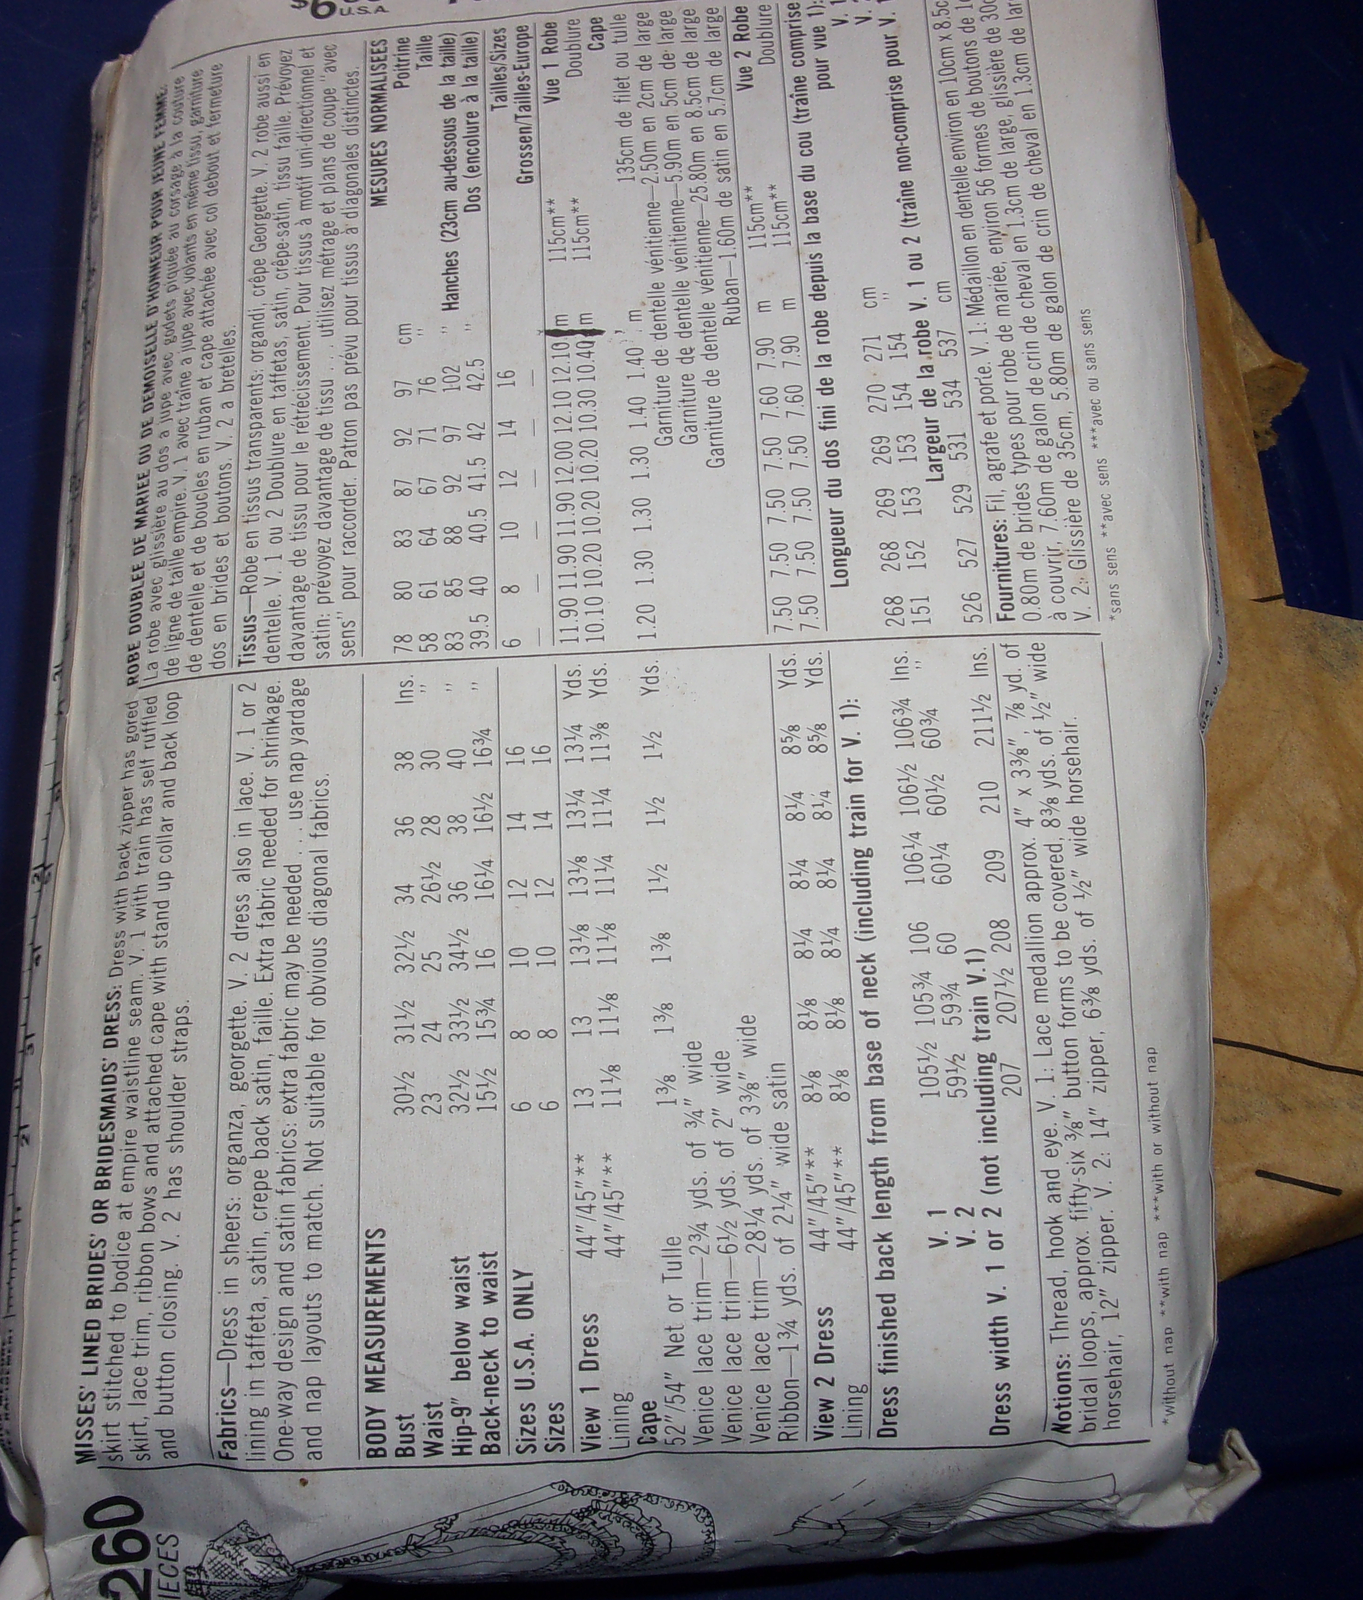 260
IECES
MISSES' LINED BRIDES' OR BRIDESMAIDS' DRESS: Dress with back zipper has gored
skirt stitched to bodice at empire waistline seam. V. 1 with train has self ruffled
skirt, lace trim, ribbon bows and attached cape with stand up collar and back loop
and button closing. V. 2 has shoulder straps.
Fabrics—Dress in sheers: organza, georgette. V. 2 dress also in lace. V. 1 or 2
lining in taffeta, satin, crepe back satin, faille. Extra fabric needed for shrinkage.
One-way design and satin fabrics: extra fabric may be needed ... use nap yardage
and nap layouts to match. Not suitable for obvious diagonal fabrics.
BODY MEASUREMENTS
Bust 30½ 31½ 32½ 34 36 38 Ins.
Waist 23 24 25 26½ 28 30 ''
Hip-9" below waist 32½ 33½ 34½ 36 38 40 ''
Back-neck to waist 15½ 15¾ 16 16¼ 16½ 16¾ ''
Sizes U.S.A. ONLY 6 8 10 12 14 16
Sizes 6 8 10 12 14 16
View 1 Dress 44"/45"** 13 13 13⅛ 13⅛ 13¼ 13¼ Yds.
Lining 44"/45"** 11⅛ 11⅛ 11⅛ 11¼ 11¼ 11⅜ Yds.
Cape
52"/54" Net or Tulle 1⅜ 1⅜ 1⅜ 1½ 1½ 1½ Yds.
Venice lace trim—2¾ yds. of ¾" wide
Venice lace trim—6½ yds. of 2" wide
Venice lace trim—28¼ yds. of 3⅜" wide
Ribbon—1¾ yds. of 2¼" wide satin
View 2 Dress 44"/45"** 8⅛ 8⅛ 8¼ 8¼ 8¼ 8⅝ Yds.
Lining 44"/45"** 8⅛ 8⅛ 8¼ 8¼ 8¼ 8⅝ Yds.
Dress finished back length from base of neck (including train for V. 1):
V. 1 105½ 105¾ 106 106¼ 106½ 106¾ Ins.
V. 2 59½ 59¾ 60 60¼ 60½ 60¾ ''
Dress width V. 1 or 2 (not including train V.1)
207 207½ 208 209 210 211½ Ins.
Notions: Thread, hook and eye. V. 1: Lace medallion approx. 4" x 3⅜", ⅞ yd. of
bridal loops, approx. fifty-six ⅜" button forms to be covered, 8⅜ yds. of ½" wide
horsehair, 12" zipper. V. 2: 14" zipper, 6⅜ yds. of ½" wide horsehair.
*without nap **with nap ***with or without nap
$6
U.S.A
ROBE DOUBLEE DE MARIEE OU DE DEMOISELLE D'HONNEUR POUR JEUNE FEMME:
La robe avec glissière au dos a jupe avec godets piquée au corsage à la couture
de ligne de taille empire. V. 1 avec traîne a jupe avec volants en même tissu, garniture
de dentelle et de boucles en ruban et cape attachée avec col debout et fermeture
dos en brides et boutons. V. 2 a bretelles.
Tissus—Robe en tissus transparents: organdi, crêpe Georgette. V. 2 robe aussi en
dentelle. V. 1 ou 2 Doublure en taffetas, satin, crêpe-satin, tissu faille. Prévoyez
davantage de tissu pour le rétrécissement. Pour tissus à motif uni-directionnel et
satin: prévoyez davantage de tissu ... utilisez métrage et plans de coupe "avec
sens" pour raccorder. Patron pas prévu pour tissus à diagonales distinctes.
MESURES NORMALISEES
78 80 83 87 92 97 cm Poitrine
58 61 64 67 71 76 '' Taille
83 85 88 92 97 102 '' Hanches (23cm au-dessous de la taille)
39.5 40 40.5 41.5 42 42.5 '' Dos (encolure à la taille)
6 8 10 12 14 16 Tailles/Sizes
— — — — — — Grossen/Tailles-Europe
11.90 11.90 11.90 12.00 12.10 12.10 m 115cm** Vue 1 Robe
10.10 10.20 10.20 10.20 10.30 10.40 m 115cm** Doublure
Cape
1.20 1.30 1.30 1.30 1.40 1.40 m 135cm de filet ou tulle
Garniture de dentelle vénitienne—2.50m en 2cm de large
Garniture de dentelle vénitienne—5.90m en 5cm de large
Garniture de dentelle vénitienne—25.80m en 8.5cm de large
Ruban—1.60m de satin en 5.7cm de large
7.50 7.50 7.50 7.50 7.60 7.90 m 115cm** Vue 2 Robe
7.50 7.50 7.50 7.50 7.60 7.90 m 115cm** Doublure
Longueur du dos fini de la robe depuis la base du cou (traîne comprise
pour vue 1):
268 268 269 269 270 271 cm V. 1
151 152 153 153 154 154 '' V.
Largeur de la robe V. 1 ou 2 (traîne non-comprise pour V. 1
526 527 529 531 534 537 cm
Fournitures: Fil, agrafe et porte. V. 1: Médaillon en dentelle environ en 10cm x 8.5c
0.80m de brides types pour robe de mariée, environ 56 formes de boutons de
à couvrir, 7.60m de galon de crin de cheval en 1.3cm de large, glissière de 30c
V. 2: Glissière de 35cm, 5.80m de galon de crin de cheval en 1.3cm de lar
*sans sens **avec sens ***avec ou sans sens